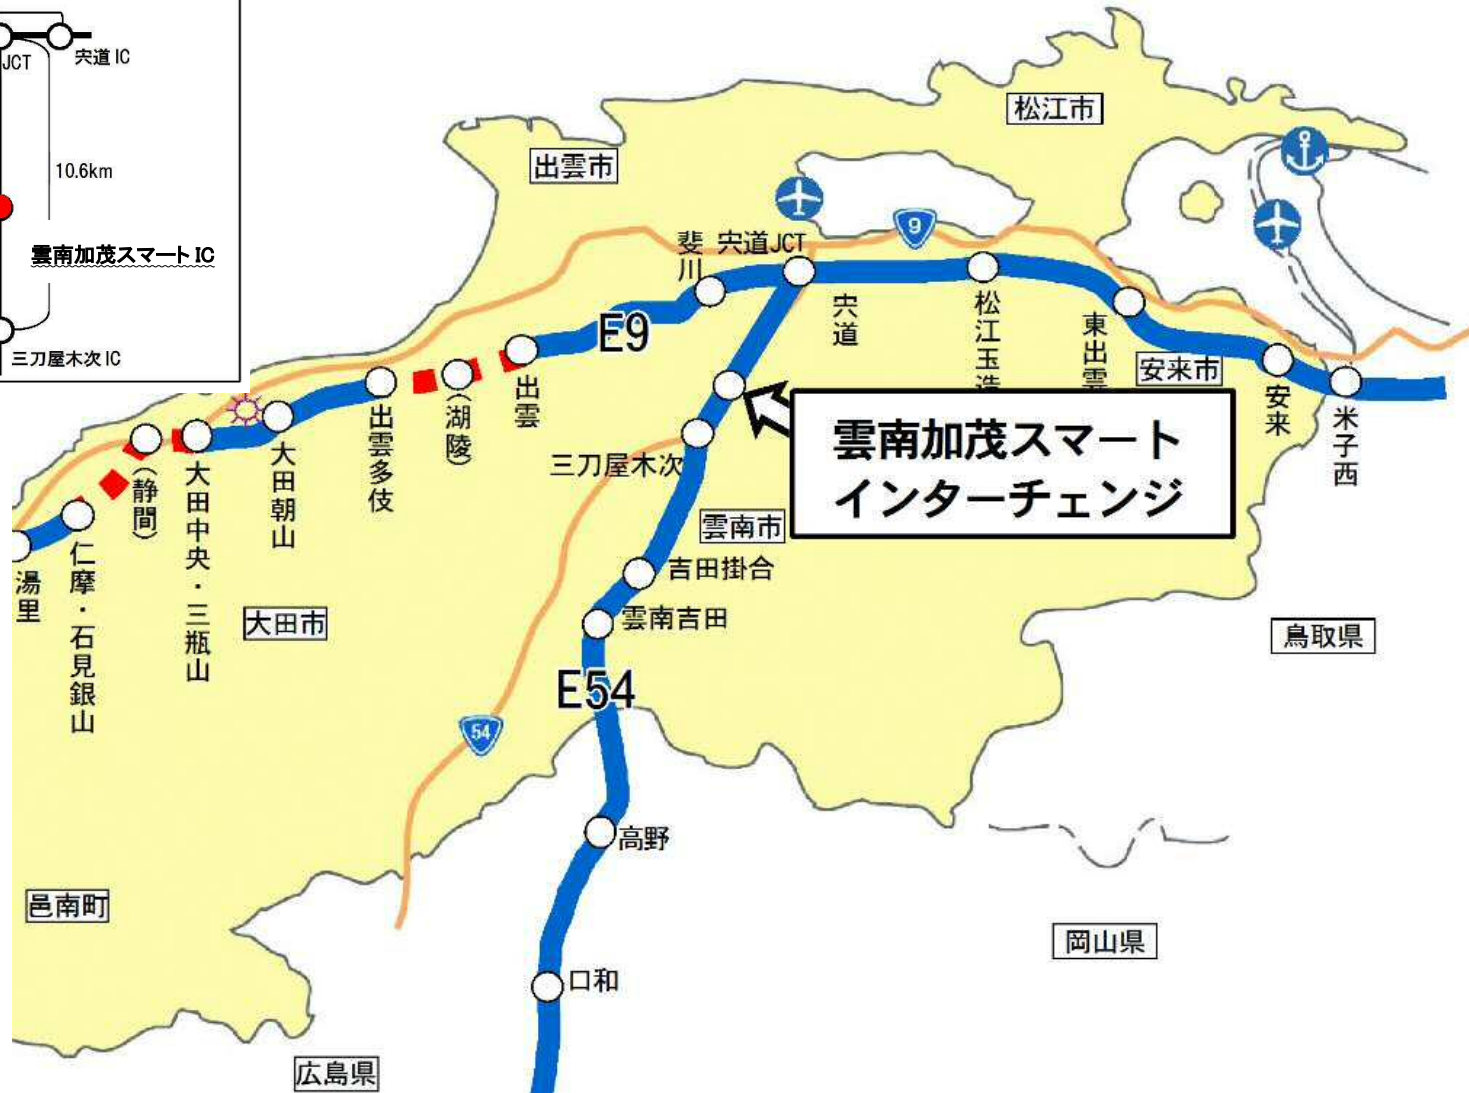 JCT
宍道 IC
10.6km
雲南加茂スマート IC
三刀屋木次 IC
松江市
出雲市
9
斐川
宍道JCT
宍道
松江玉造
東出雲
安来市
安来
米子西
E9
出雲
(湖陵)
出雲多伎
大田朝山
大田中央・三瓶山
(静間)
仁摩・石見銀山
湯里
雲南加茂スマート
インターチェンジ
三刀屋木次
雲南市
吉田掛合
雲南吉田
大田市
鳥取県
E54
54
高野
邑南町
岡山県
口和
広島県